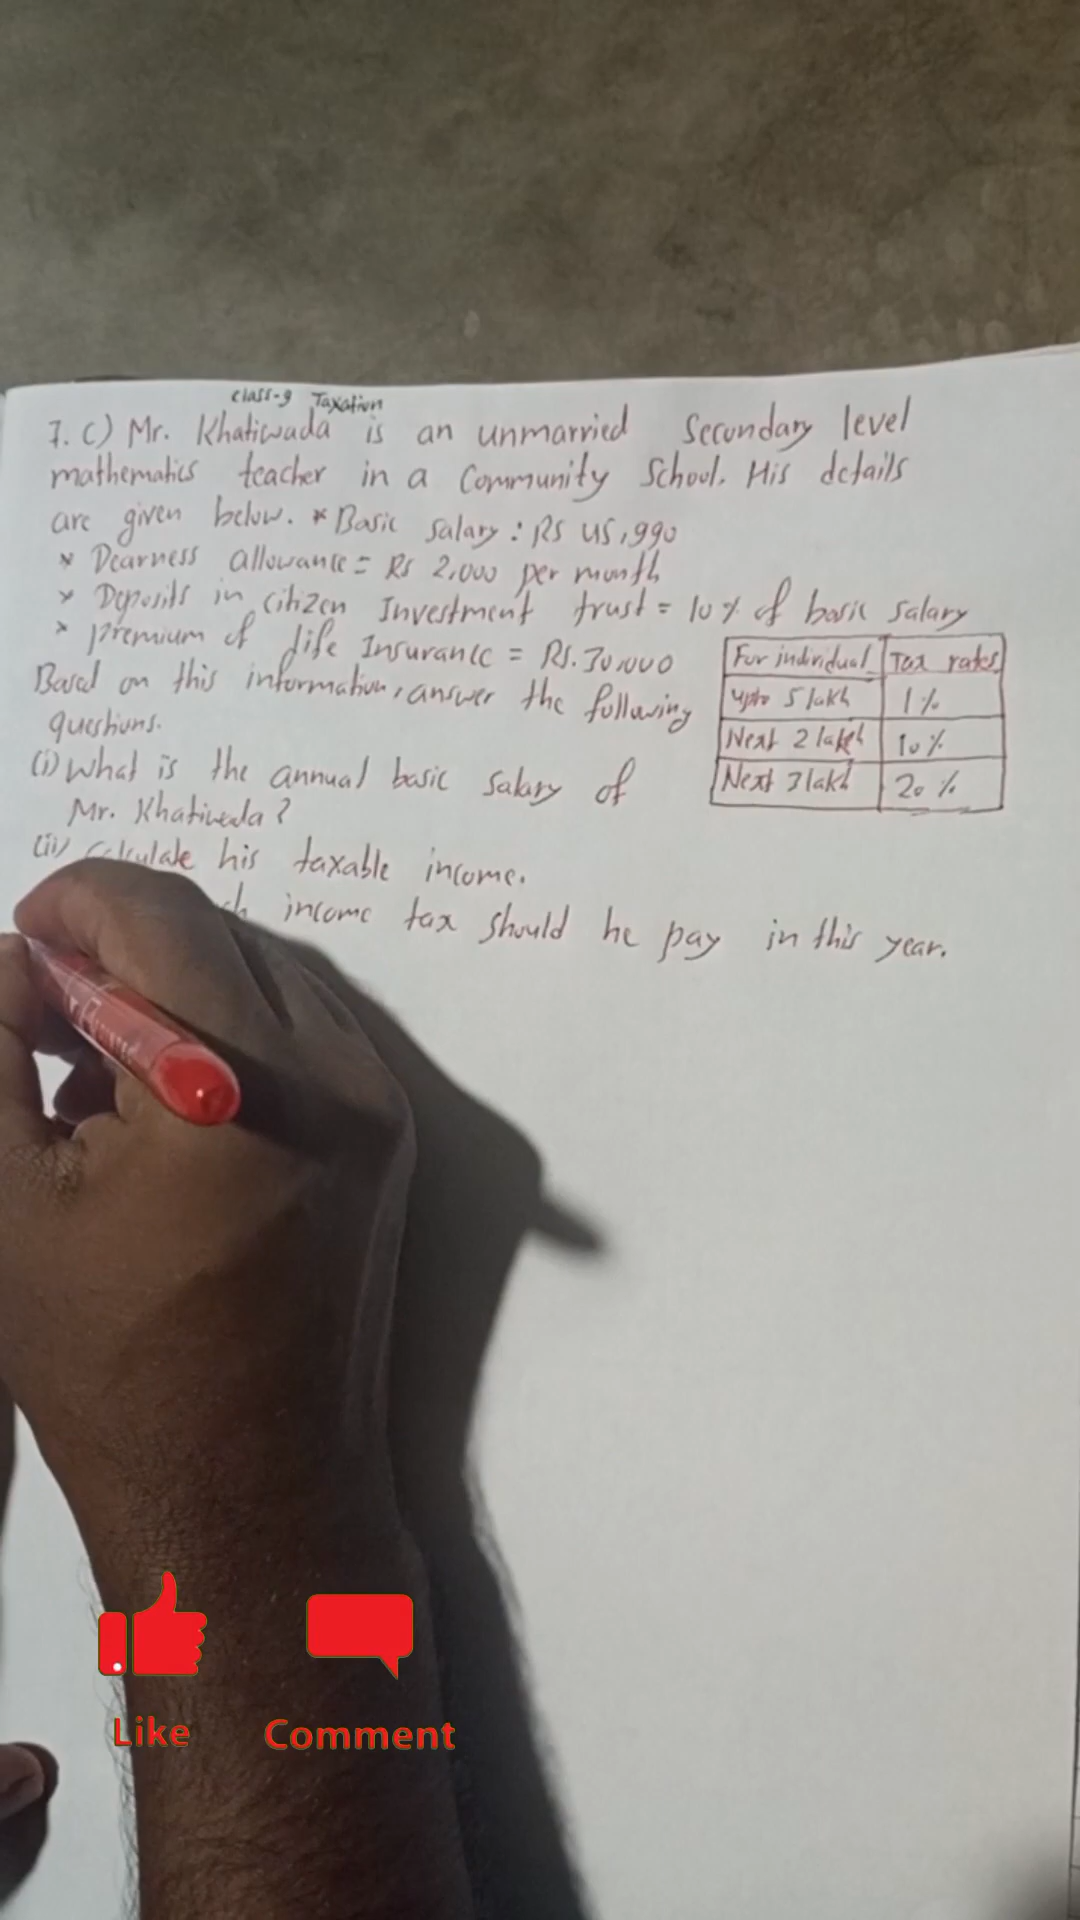 class-9 Taxation
7. c) Mr. Khatiwada is an unmarried Secondary level
mathematics teacher in a Community School. His details
are given below. * Basic salary : Rs 45,990
* Dearness allowance = Rs 2,000 per month
* Deposits in Citizen Investment trust = 10% of basic salary
* premium of life Insurance = Rs. 30,000
Based on this information, answer the following
questions.
For individual Tax rates
upto 5 lakh 1%
Next 2 lakh 10%
Next 3 lakh 20%
(i) What is the annual basic salary of
Mr. Khatiwada?
(ii) Calculate his taxable income.
income tax should he pay in this year.
Like Comment